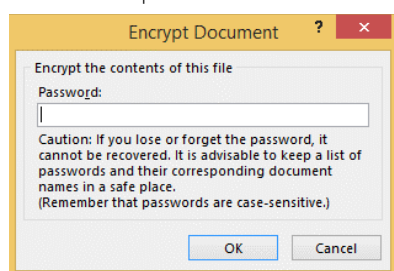 Encrypt Document ? ×
Encrypt the contents of this file
Password:
Caution: If you lose or forget the password, it
cannot be recovered. It is advisable to keep a list of
passwords and their corresponding document
names in a safe place.
(Remember that passwords are case-sensitive.)
OK Cancel